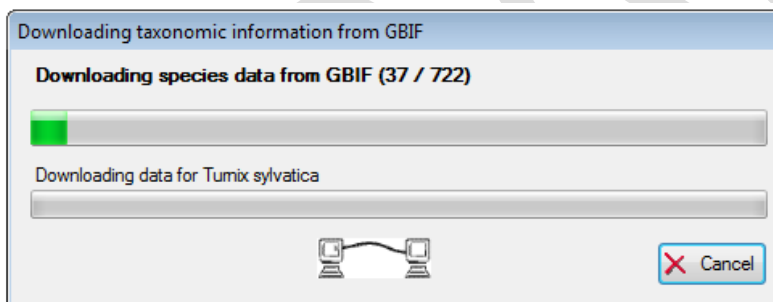 Downloading taxonomic information from GBIF
Downloading species data from GBIF (37 / 722)
Downloading data for Turnix sylvatica
Cancel